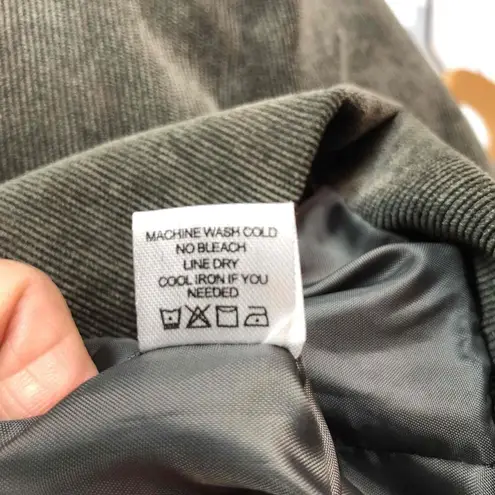 MACHINE WASH COLD
NO BLEACH
LINE DRY
COOL IRON IF YOU
NEEDED